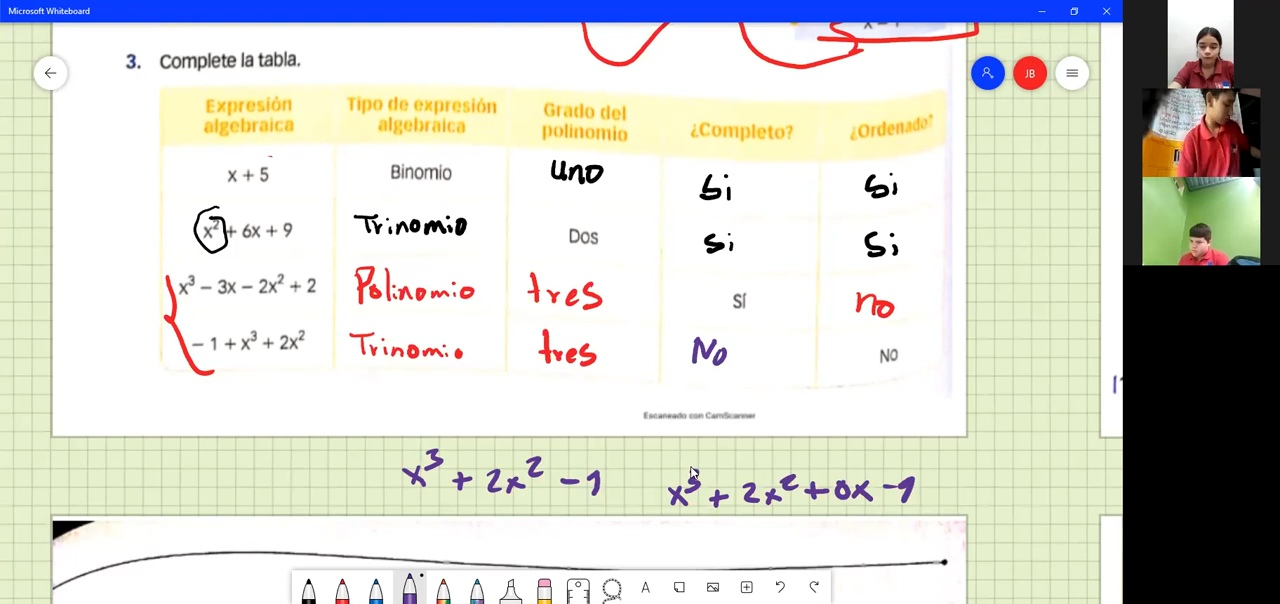 Microsoft Whiteboard
3. Complete la tabla.
Expresión algebraica Tipo de expresión algebraica Grado del polinomio ¿Completo? ¿Ordenado?
x + 5 Binomio uno Si Si
x² + 6x + 9 Trinomio Dos Si Si
x³ – 3x – 2x² + 2 Polinomio tres SÍ no
– 1 + x³ + 2x² Trinomio tres No NO
Escaneado con CamScanner
x³ + 2x² – 1 x³ + 2x² + 0x – 1
JB
A